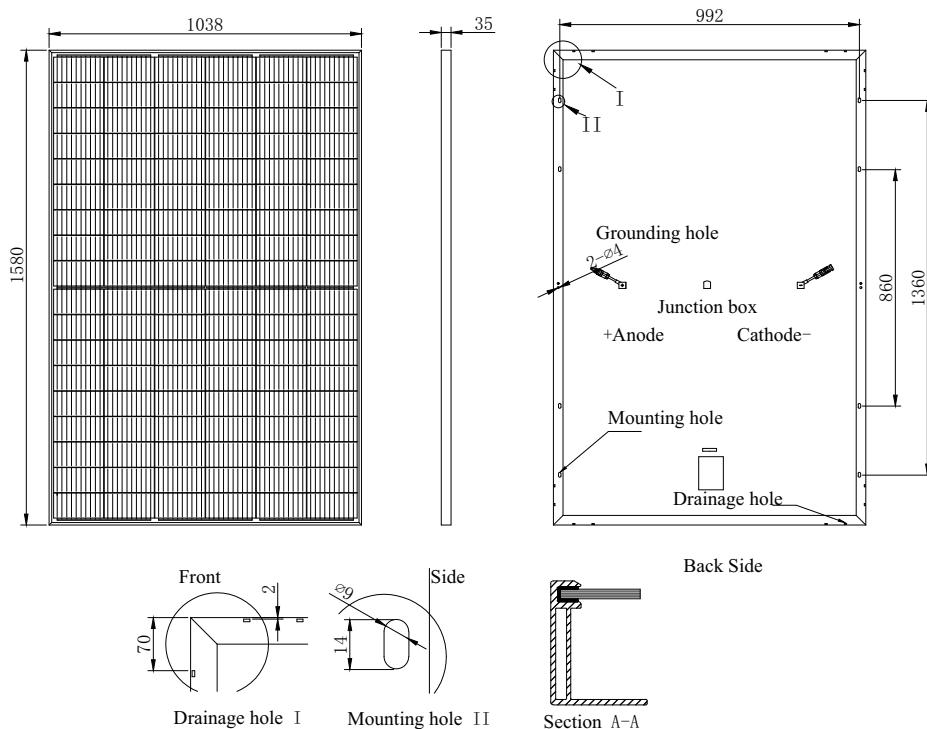 1038
35
992
1580
I
II
Grounding hole
2-ø4
Junction box
+Anode
Cathode-
860
1360
Mounting hole
Drainage hole
Back Side
Front
2
70
Drainage hole I
Side
ø9
14
Mounting hole II
Section A-A